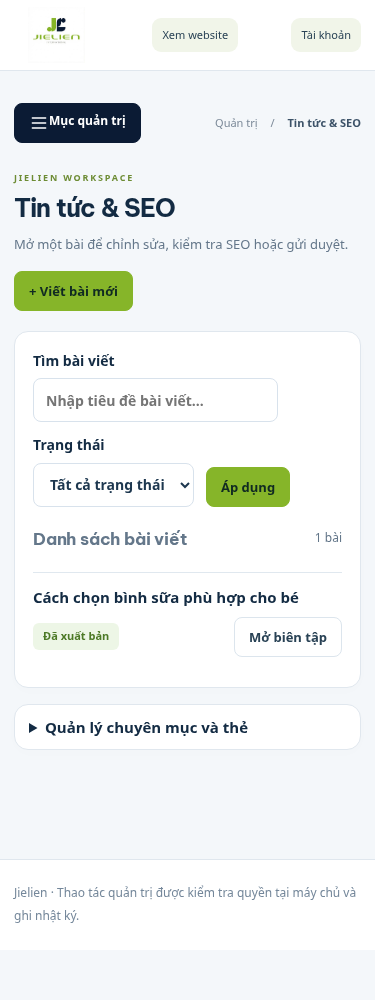 JIELIEN
Xem website
Tài khoản
Mục quản trị
Quản trị / Tin tức & SEO
JIELIEN WORKSPACE
Tin tức & SEO
Mở một bài để chỉnh sửa, kiểm tra SEO hoặc gửi duyệt.
+ Viết bài mới
Tìm bài viết
Nhập tiêu đề bài viết...
Trạng thái
Tất cả trạng thái
Áp dụng
Danh sách bài viết
1 bài
Cách chọn bình sữa phù hợp cho bé
Đã xuất bản
Mở biên tập
Quản lý chuyên mục và thẻ
Jielien · Thao tác quản trị được kiểm tra quyền tại máy chủ và
ghi nhật ký.